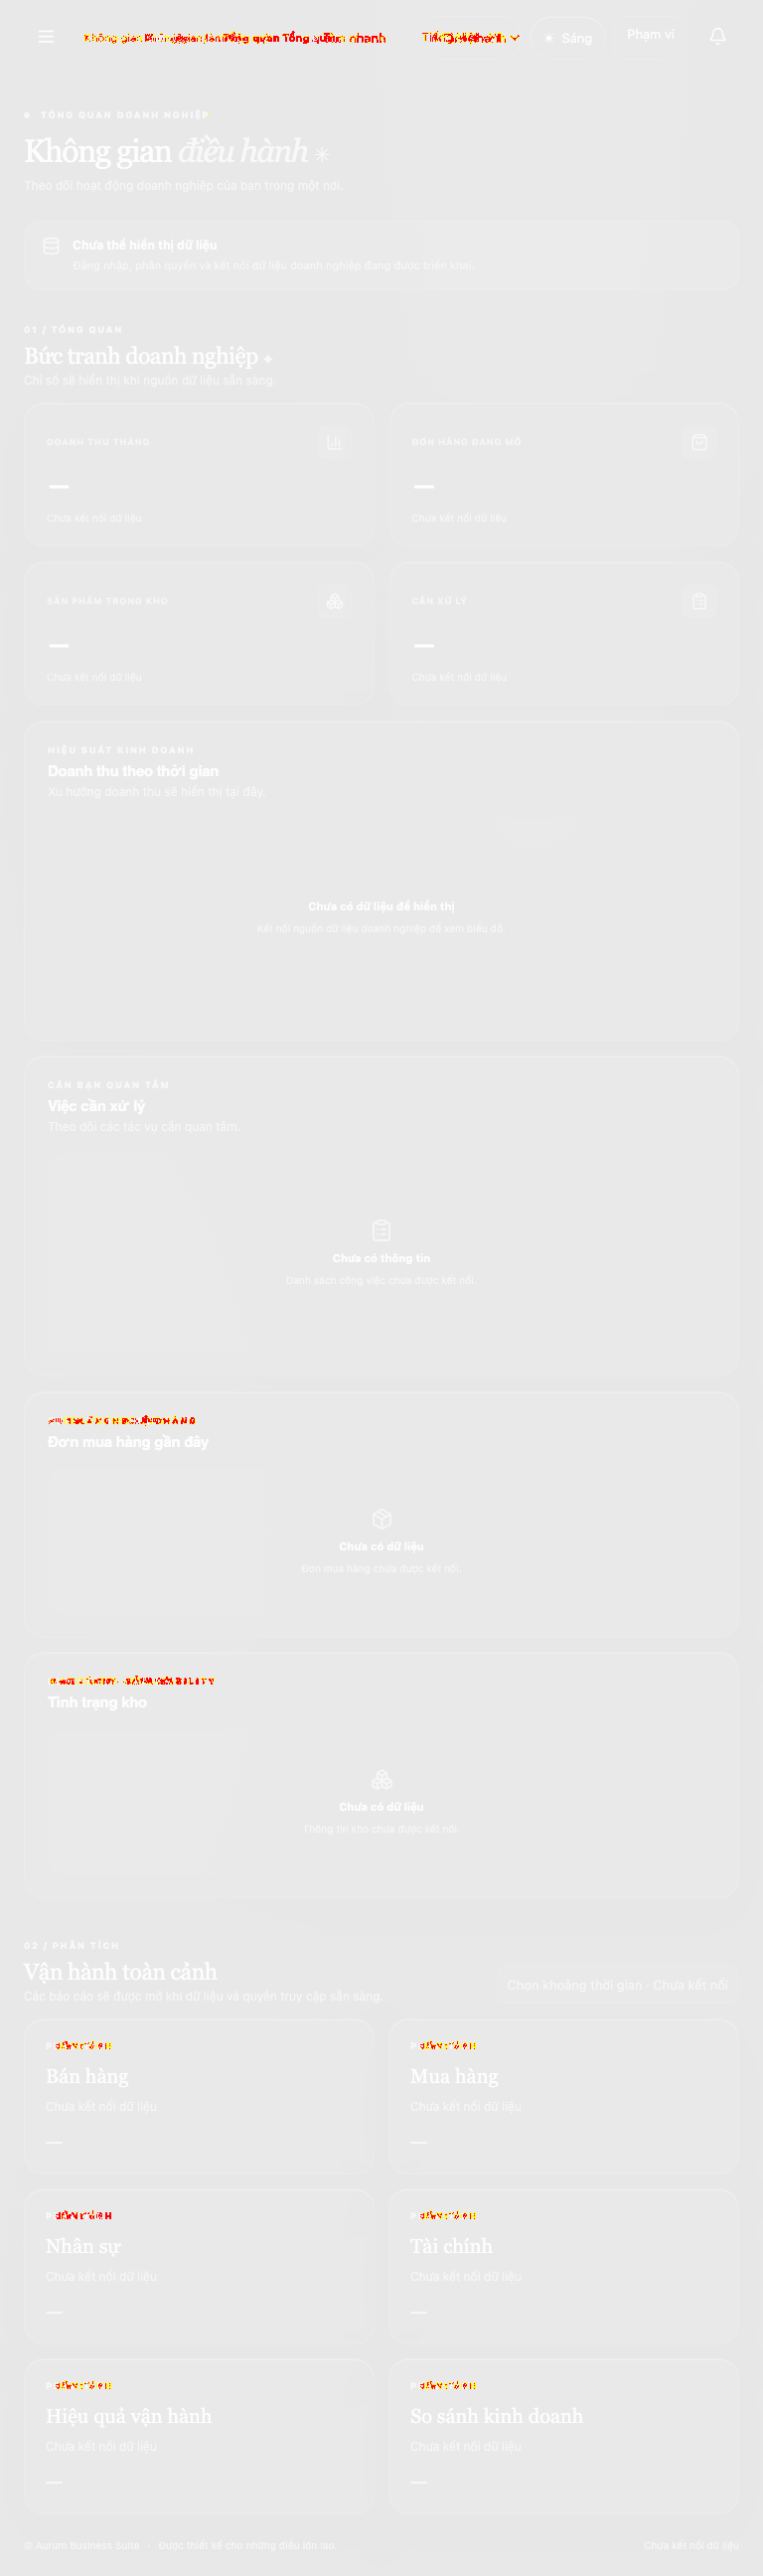 Sáng
Phạm vi
TỔNG QUAN DOANH NGHIỆP
Không gian điều hành
Theo dõi hoạt động doanh nghiệp của bạn trong một nơi.
Chưa thể hiển thị dữ liệu
Đăng nhập, phân quyền và kết nối dữ liệu doanh nghiệp đang được triển khai.
01 / TỔNG QUAN
Bức tranh doanh nghiệp
Chỉ số sẽ hiển thị khi nguồn dữ liệu sẵn sàng.
DOANH THU THÁNG
ĐƠN HÀNG ĐANG MỞ
—
—
Chưa kết nối dữ liệu
Chưa kết nối dữ liệu
SẢN PHẨM TRONG KHO
CẦN XỬ LÝ
—
—
Chưa kết nối dữ liệu
Chưa kết nối dữ liệu
HIỆU SUẤT KINH DOANH
Doanh thu theo thời gian
Xu hướng doanh thu sẽ hiển thị tại đây.
Chưa có dữ liệu để hiển thị
Kết nối nguồn dữ liệu doanh nghiệp để xem biểu đồ.
CẦN BẠN QUAN TÂM
Việc cần xử lý
Theo dõi các tác vụ cần quan tâm.
Chưa có thông tin
Danh sách công việc chưa được kết nối.
Đơn mua hàng gần đây
Chưa có dữ liệu
Đơn mua hàng chưa được kết nối.
Tình trạng kho
Chưa có dữ liệu
Thông tin kho chưa được kết nối.
02 / PHÂN TÍCH
Vận hành toàn cảnh
Các báo cáo sẽ được mở khi dữ liệu và quyền truy cập sẵn sàng.
Chọn khoảng thời gian · Chưa kết nối
Bán hàng
Mua hàng
Chưa kết nối dữ liệu
Chưa kết nối dữ liệu
—
—
Nhân sự
Tài chính
Chưa kết nối dữ liệu
Chưa kết nối dữ liệu
—
—
Hiệu quả vận hành
So sánh kinh doanh
Chưa kết nối dữ liệu
Chưa kết nối dữ liệu
—
—
© Aurum Business Suite · Được thiết kế cho những điều lớn lao.
Chưa kết nối dữ liệu